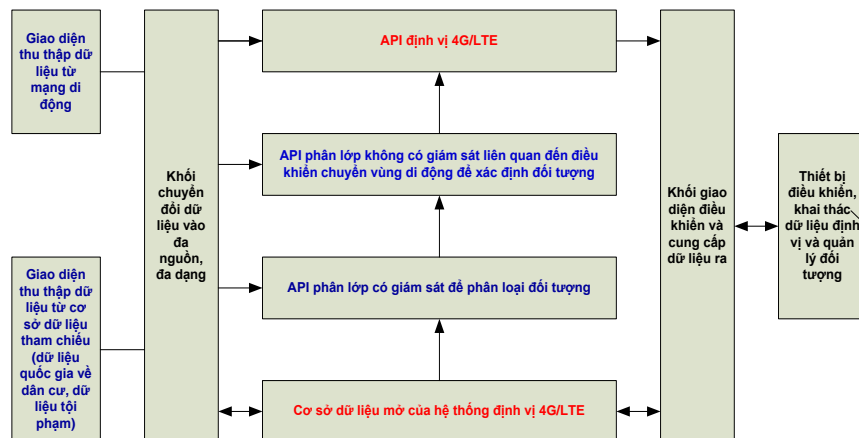 Giao diện
thu thập dữ
liệu từ
mạng di
động
API định vị 4G/LTE
API phân lớp không có giám sát liên quan đến điều
khiển chuyển vùng di động để xác định đối tượng
Khối
chuyển
đổi dữ
liệu vào
đa
nguồn,
đa dạng
Khối giao
diện điều
khiển và
cung cấp
dữ liệu ra
Thiết bị
điều khiển,
khai thác
dữ liệu định
vị và quản
lý đối
tượng
Giao diện
thu thập dữ
liệu từ cơ
sở dữ liệu
tham chiếu
(dữ liệu
quốc gia về
dân cư, dữ
liệu tội
phạm)
API phân lớp có giám sát để phân loại đối tượng
Cơ sở dữ liệu mở của hệ thống định vị 4G/LTE